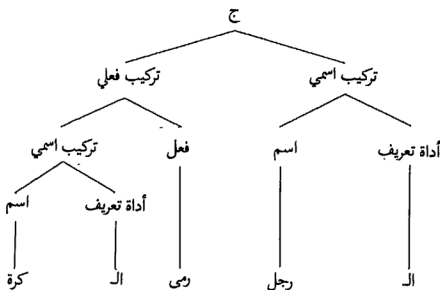 ج
تركيب اسمي تركيب فعلي
أداة تعريف اسم فعل تركيب اسمي
أداة تعريف اسم
الـ رجل رمى الـ كرة